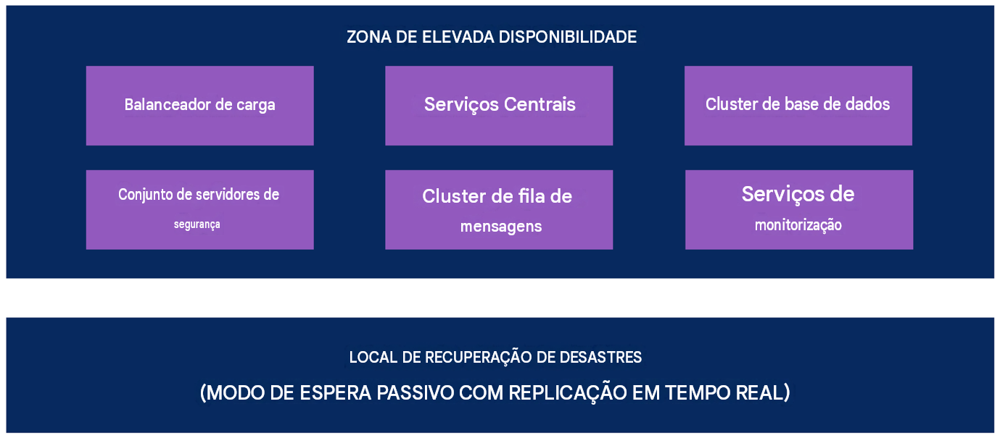 ZONA DE ELEVADA DISPONIBILIDADE
Balanceador de carga
Serviços Centrais
Cluster de base de dados
Conjunto de servidores de
segurança
Cluster de fila de
mensagens
Serviços de
monitorização
LOCAL DE RECUPERAÇÃO DE DESASTRES
(MODO DE ESPERA PASSIVO COM REPLICAÇÃO EM TEMPO REAL)